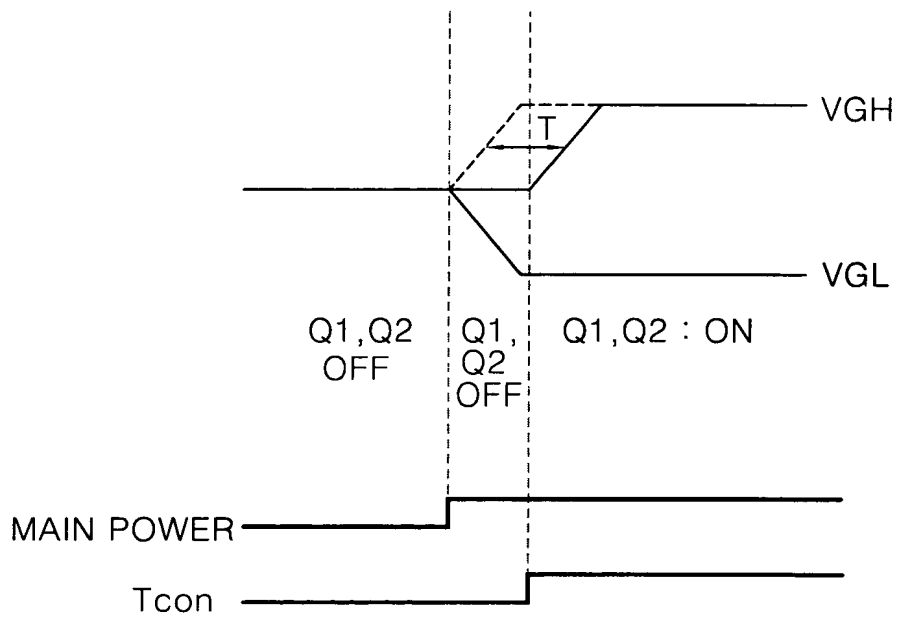 VGH
T
VGL
Q1,Q2
OFF
Q1,
Q2
OFF
Q1,Q2 : ON
MAIN POWER
Tcon